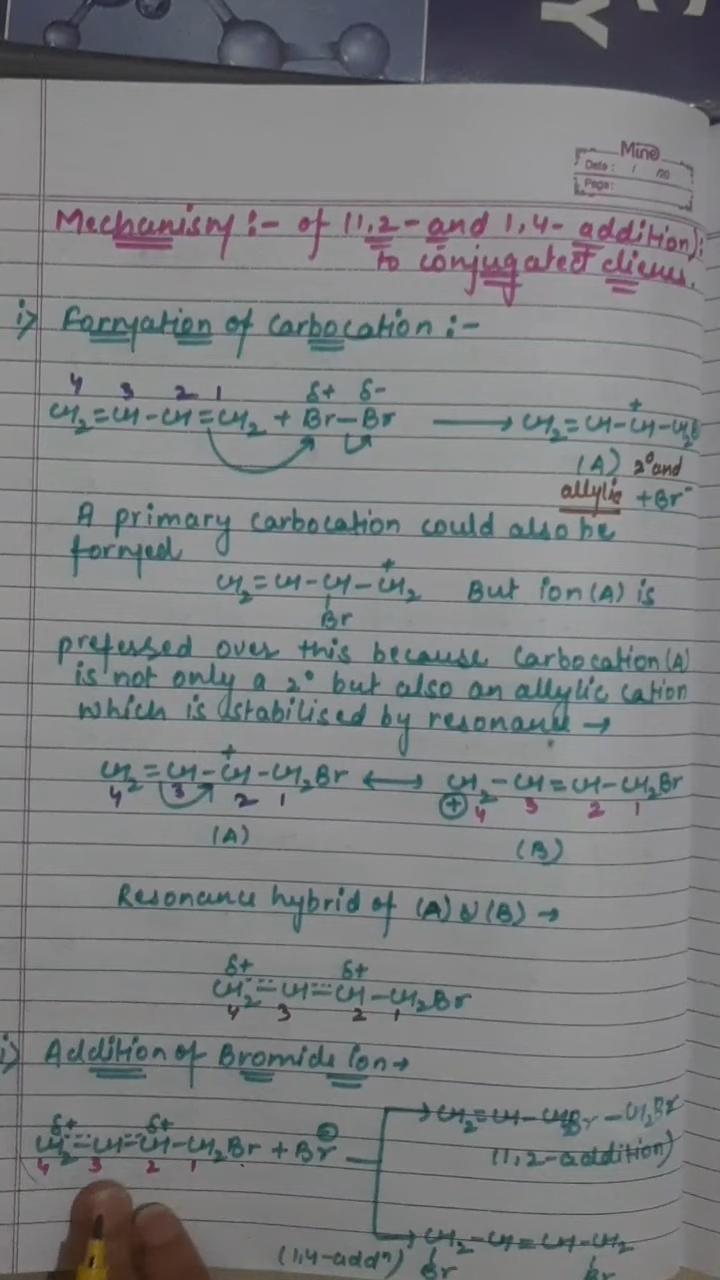 CY
Mine
Date : / /20
Page:
Mechanism :- of (1,2- and 1,4- addition):
to conjugated dienes.
i) Formation of Carbocation :-
4 3 2 1 δ+ δ-
CH₂=CH-CH=CH₂ + Br-Br ⟶ CH₂=CH-C⁺H-CH₂B
(A) 2° and
allylic + Br⁻
A primary carbocation could also be
formed
CH₂=CH-CH-C⁺H₂ But ion (A) is
Br
preferred over this because Carbocation (A)
is not only a 2° but also an allylic cation
which is stabilised by resonance →
CH₂=CH-C⁺H-CH₂Br ⟷ CH₂-CH=CH-CH₂Br
4 3 2 1 ⊕ 4 3 2 1
(A) (B)
Resonance hybrid of (A) & (B) →
δ+ δ+
CH₂⩴CH⩴CH-CH₂Br
4 3 2 1
i) Addition of Bromide ion →
CH₂=CH-CHBr-CH₂Br
δ+ δ+ ⊖
CH₂⩴CH⩴CH-CH₂Br + Br
4 3 2 1
(1,2-addition)
CH₂-CH=CH-CH₂
(1,4-addⁿ) Br Br